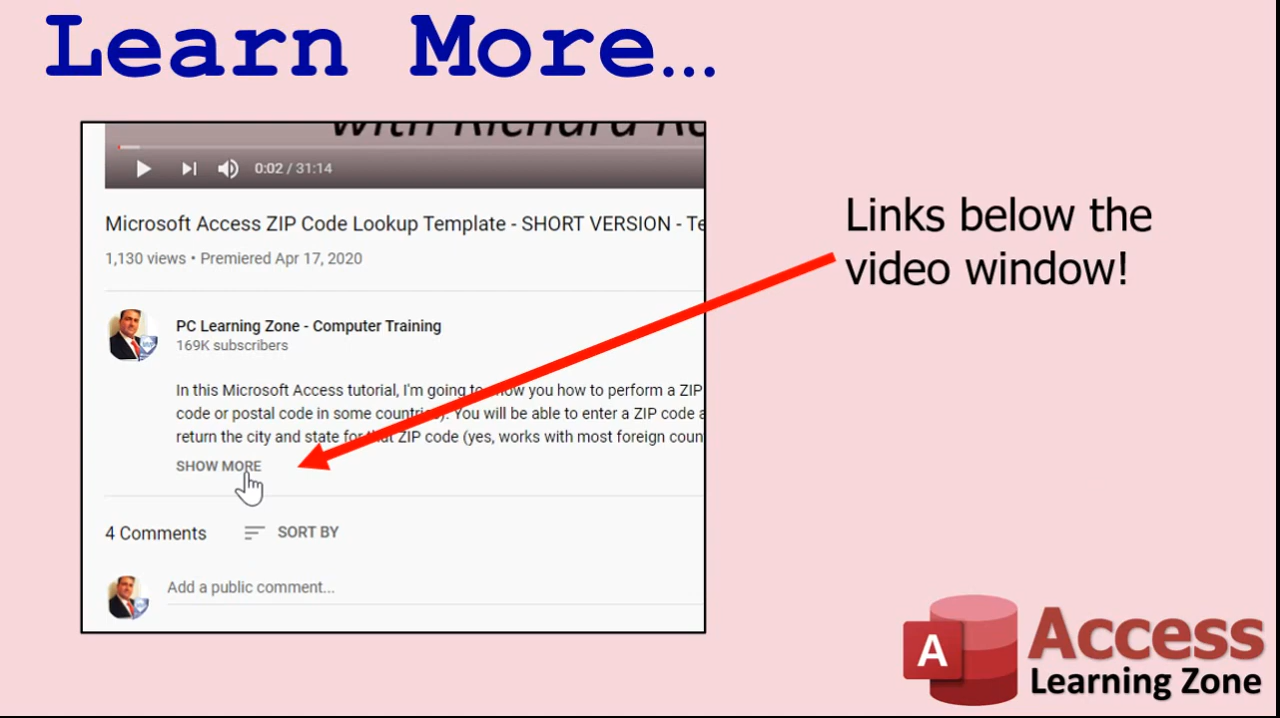 Learn More...
with Richard
0:02 / 31:14
Microsoft Access ZIP Code Lookup Template - SHORT VERSION -
1,130 views • Premiered Apr 17, 2020
PC Learning Zone - Computer Training
169K subscribers
In this Microsoft Access tutorial, I'm going to show you how to perform a ZIP
code or postal code in some countries). You will be able to enter a ZIP code
return the city and state for that ZIP code (yes, works with most foreign
SHOW MORE
4 Comments SORT BY
Add a public comment...
Links below the
video window!
A
Access
Learning Zone